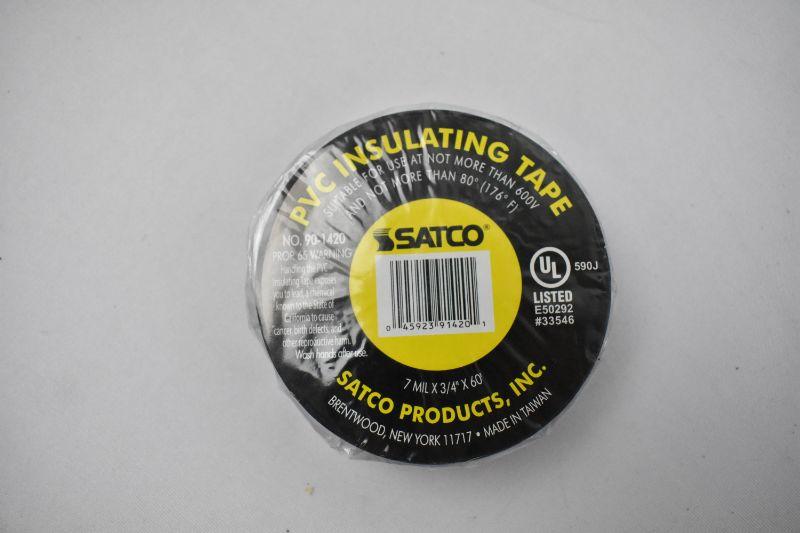 PVC INSULATING TAPE
SUITABLE FOR USE AT NOT MORE THAN 600V
AND NOT MORE THAN 80° (176° F)
NO. 90-1420
PROP. 65 WARNING
Handling the PVC
Insulating Tape exposes
you to lead, a chemical
known to the State of
California to cause
cancer, birth defects, and
other reproductive harm.
Wash hands after use.
SATCO®
0 45923 91420 1
UL
590J
LISTED
E50292
#33546
7 MIL X 3/4" X 60'
SATCO PRODUCTS, INC.
BRENTWOOD, NEW YORK 11717 • MADE IN TAIWAN